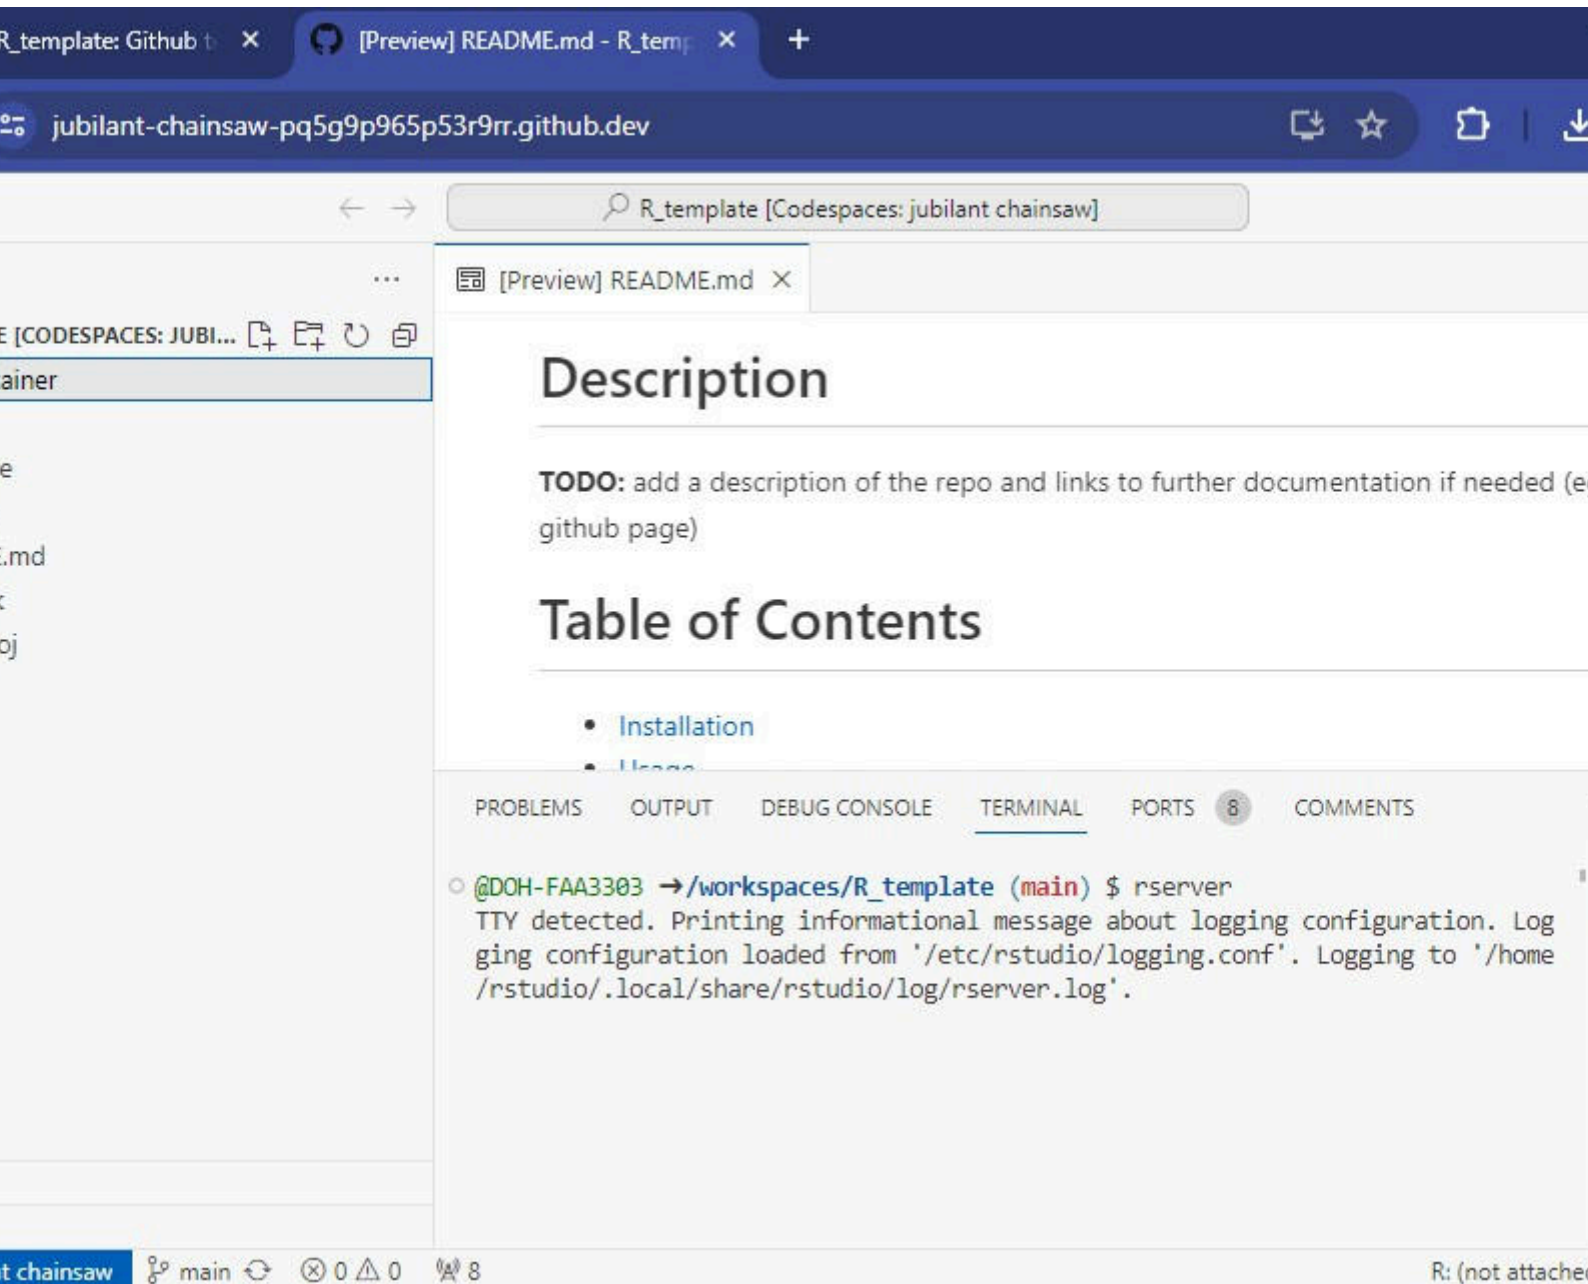 R_template: Github
[Preview] README.md - R_temp
jubilant-chainsaw-pq5g9p965p53r9rr.github.dev
R_template [Codespaces: jubilant chainsaw]
[Preview] README.md
E [CODESPACES: JUBI...
ainer
Description
e
TODO: add a description of the repo and links to further documentation if needed (e
github page)
.md
oj
Table of Contents
Installation
Usage
PROBLEMS OUTPUT DEBUG CONSOLE TERMINAL PORTS 8 COMMENTS
@DOH-FAA3303 ➜/workspaces/R_template (main) $ rserver
TTY detected. Printing informational message about logging configuration. Log
ging configuration loaded from '/etc/rstudio/logging.conf'. Logging to '/home
/rstudio/.local/share/rstudio/log/rserver.log'.
t chainsaw main 0 0 8
R: (not attached